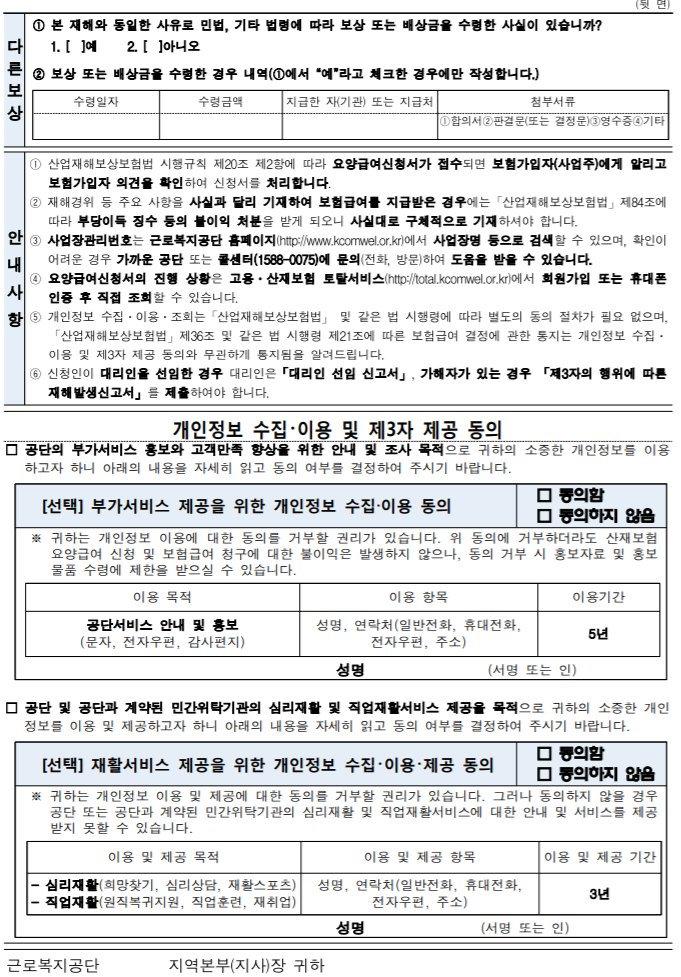 (뒷 면)
다른보상
① 본 재해와 동일한 사유로 민법, 기타 법령에 따라 보상 또는 배상금을 수령한 사실이 있습니까?
1. [ ]예 2. [ ]아니오
② 보상 또는 배상금을 수령한 경우 내역(①에서 “예”라고 체크한 경우에만 작성합니다.)
수령일자 수령금액 지급한 자(기관) 또는 지급처 첨부서류
①합의서②판결문(또는 결정문)③영수증④기타
안내사항
① 산업재해보상보험법 시행규칙 제20조 제2항에 따라 요양급여신청서가 접수되면 보험가입자(사업주)에게 알리고
보험가입자 의견을 확인하여 신청서를 처리합니다.
② 재해경위 등 주요 사항을 사실과 달리 기재하여 보험급여를 지급받은 경우에는「산업재해보상보험법」제84조에
따라 부당이득 징수 등의 불이익 처분을 받게 되오니 사실대로 구체적으로 기재하셔야 합니다.
③ 사업장관리번호는 근로복지공단 홈페이지(http://www.kcomwel.or.kr)에서 사업장명 등으로 검색할 수 있으며, 확인이
어려운 경우 가까운 공단 또는 콜센터(1588-0075)에 문의(전화, 방문)하여 도움을 받을 수 있습니다.
④ 요양급여신청서의 진행 상황은 고용·산재보험 토탈서비스(http://total.kcomwel.or.kr)에서 회원가입 또는 휴대폰
인증 후 직접 조회할 수 있습니다.
⑤ 개인정보 수집·이용·조회는「산업재해보상보험법」 및 같은 법 시행령에 따라 별도의 동의 절차가 필요 없으며,
「산업재해보상보험법」제36조 및 같은 법 시행령 제21조에 따른 보험급여 결정에 관한 통지는 개인정보 수집·
이용 및 제3자 제공 동의와 무관하게 통지됨을 알려드립니다.
⑥ 신청인이 대리인을 선임한 경우 대리인은「대리인 선임 신고서」, 가해자가 있는 경우 「제3자의 행위에 따른
재해발생신고서」를 제출하여야 합니다.
개인정보 수집·이용 및 제3자 제공 동의
□ 공단의 부가서비스 홍보와 고객만족 향상을 위한 안내 및 조사 목적으로 귀하의 소중한 개인정보를 이용
하고자 하니 아래의 내용을 자세히 읽고 동의 여부를 결정하여 주시기 바랍니다.
[선택] 부가서비스 제공을 위한 개인정보 수집·이용 동의
□ 동의함
□ 동의하지 않음
※ 귀하는 개인정보 이용에 대한 동의를 거부할 권리가 있습니다. 위 동의에 거부하더라도 산재보험
요양급여 신청 및 보험급여 청구에 대한 불이익은 발생하지 않으나, 동의 거부 시 홍보자료 및 홍보
물품 수령에 제한을 받으실 수 있습니다.
이용 목적 이용 항목 이용기간
공단서비스 안내 및 홍보
(문자, 전자우편, 감사편지)
성명, 연락처(일반전화, 휴대전화,
전자우편, 주소)
5년
성명 (서명 또는 인)
□ 공단 및 공단과 계약된 민간위탁기관의 심리재활 및 직업재활서비스 제공을 목적으로 귀하의 소중한 개인
정보를 이용 및 제공하고자 하니 아래의 내용을 자세히 읽고 동의 여부를 결정하여 주시기 바랍니다.
[선택] 재활서비스 제공을 위한 개인정보 수집·이용·제공 동의
□ 동의함
□ 동의하지 않음
※ 귀하는 개인정보 이용 및 제공에 대한 동의를 거부할 권리가 있습니다. 그러나 동의하지 않을 경우
공단 또는 공단과 계약된 민간위탁기관의 심리재활 및 직업재활서비스에 대한 안내 및 서비스를 제공
받지 못할 수 있습니다.
이용 및 제공 목적 이용 및 제공 항목 이용 및 제공 기간
- 심리재활(희망찾기, 심리상담, 재활스포츠)
- 직업재활(원직복귀지원, 직업훈련, 재취업)
성명, 연락처(일반전화, 휴대전화,
전자우편, 주소)
3년
성명 (서명 또는 인)
근로복지공단 지역본부(지사)장 귀하